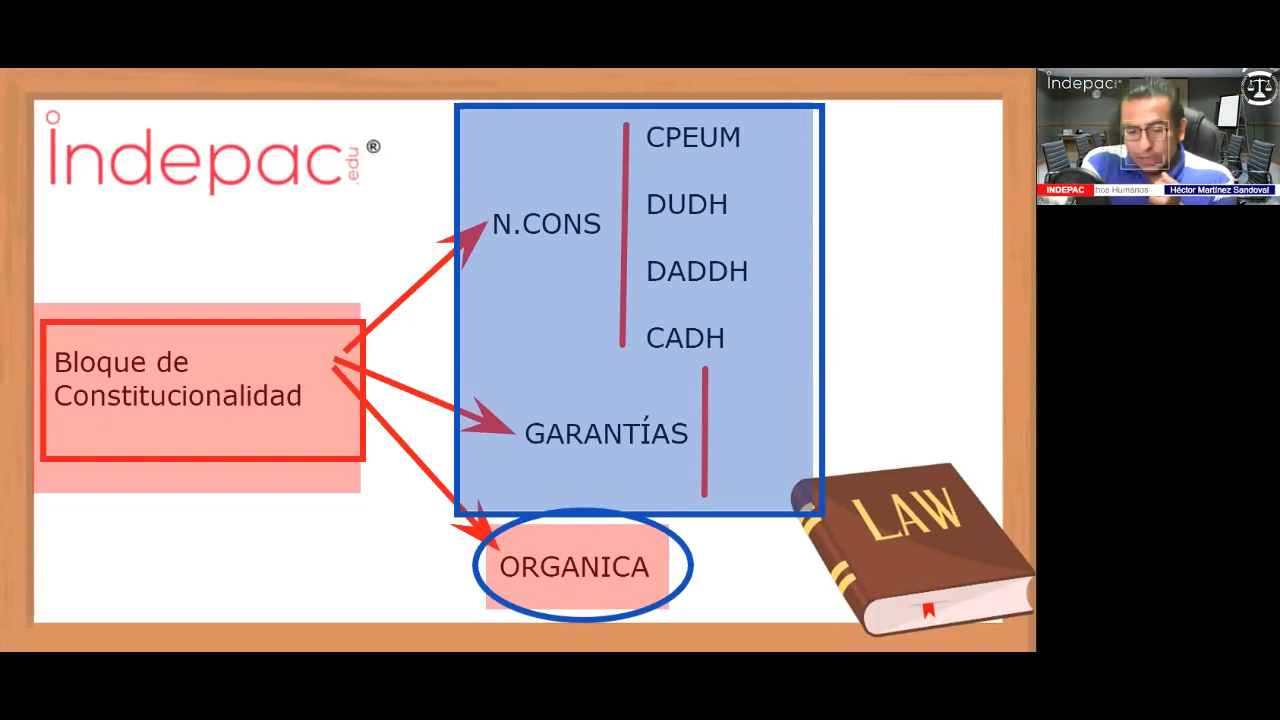 indepac
.edu
®
CPEUM
DUDH
N.CONS
DADDH
CADH
Bloque de
Constitucionalidad
GARANTÍAS
ORGANICA
LAW
indepac
INDEPAC
hos Humanos
Héctor Martínez Sandoval